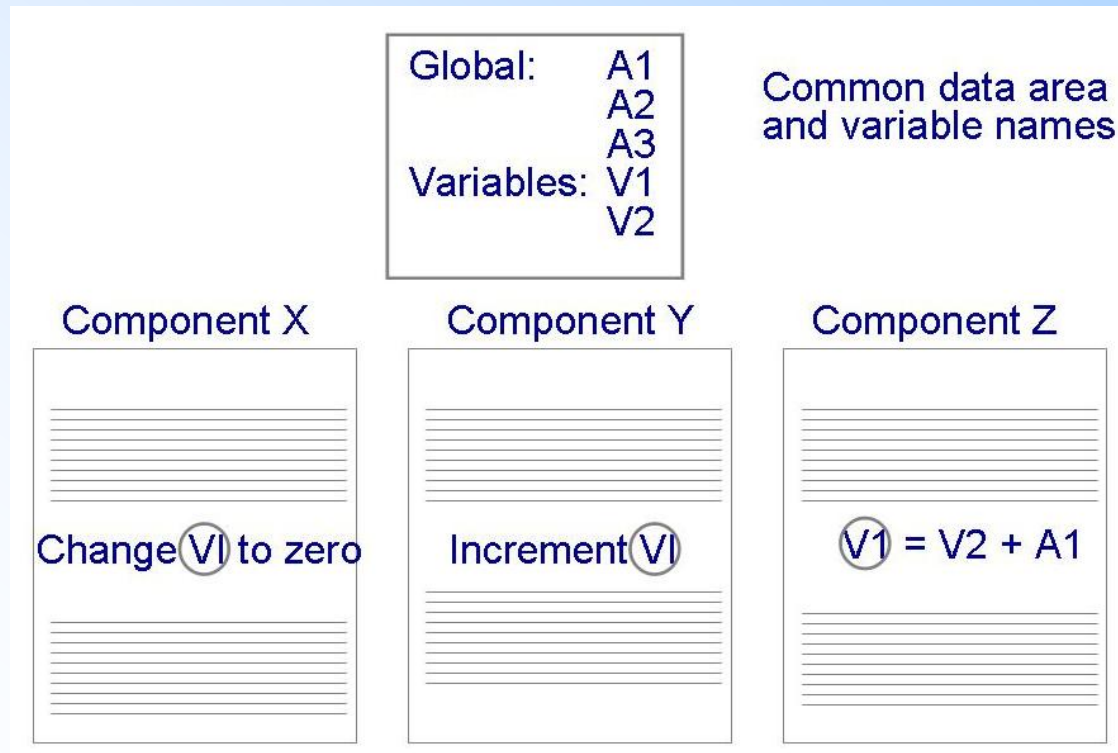 Global: A1
A2
A3
Variables: V1
V2
Common data area
and variable names
Component X
Component Y
Component Z
Change VI to zero
Increment VI
V1 = V2 + A1